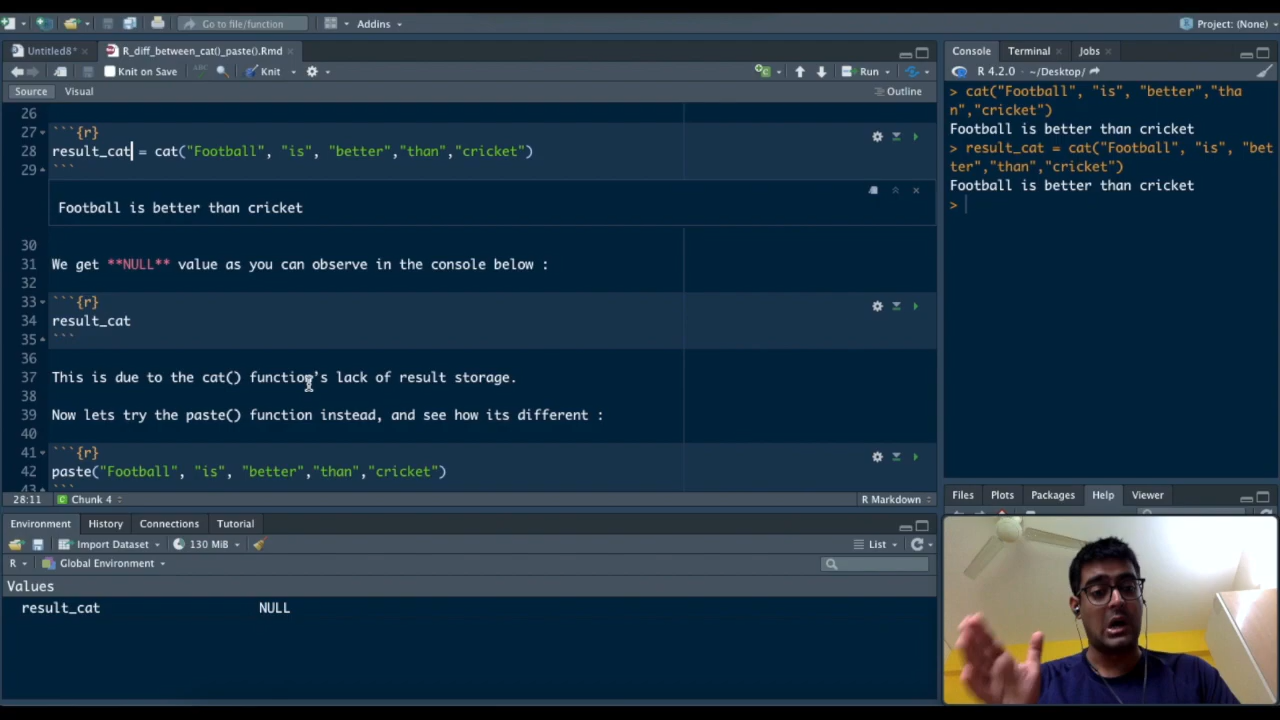 Go to file/function
Addins
Project: (None)
Untitled8*
R_diff_between_cat()_paste().Rmd
Knit on Save
ABC
Knit
Run
Source
Visual
Outline
26
27 ```{r}
28 result_cat = cat("Football", "is", "better","than","cricket")
29 ```
Football is better than cricket
30
31 We get **NULL** value as you can observe in the console below :
32
33 ```{r}
34 result_cat
35 ```
36
37 This is due to the cat() function's lack of result storage.
38
39 Now lets try the paste() function instead, and see how its different :
40
41 ```{r}
42 paste("Football", "is", "better","than","cricket")
43 ```
28:11
C Chunk 4
R Markdown
Environment
History
Connections
Tutorial
Import Dataset
130 MiB
List
R
Global Environment
Values
result_cat NULL
Console
Terminal
Jobs
R 4.2.0 · ~/Desktop/
> cat("Football", "is", "better","tha
n","cricket")
Football is better than cricket
> result_cat = cat("Football", "is", "bet
ter","than","cricket")
Football is better than cricket
>
Files
Plots
Packages
Help
Viewer